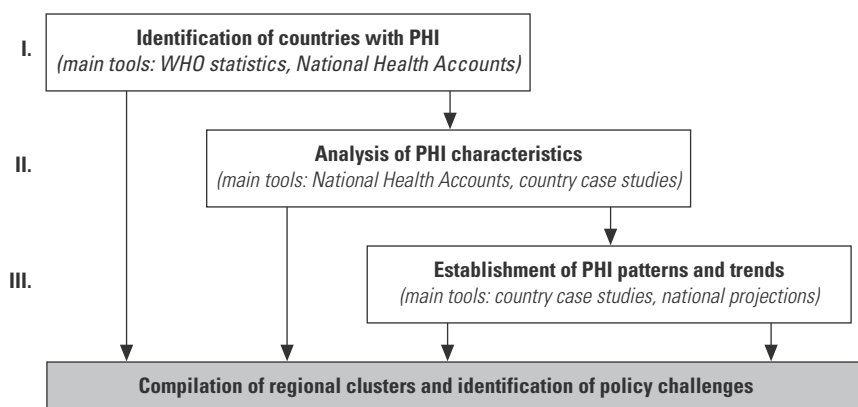 I.
Identification of countries with PHI
(main tools: WHO statistics, National Health Accounts)
II.
Analysis of PHI characteristics
(main tools: National Health Accounts, country case studies)
III.
Establishment of PHI patterns and trends
(main tools: country case studies, national projections)
Compilation of regional clusters and identification of policy challenges